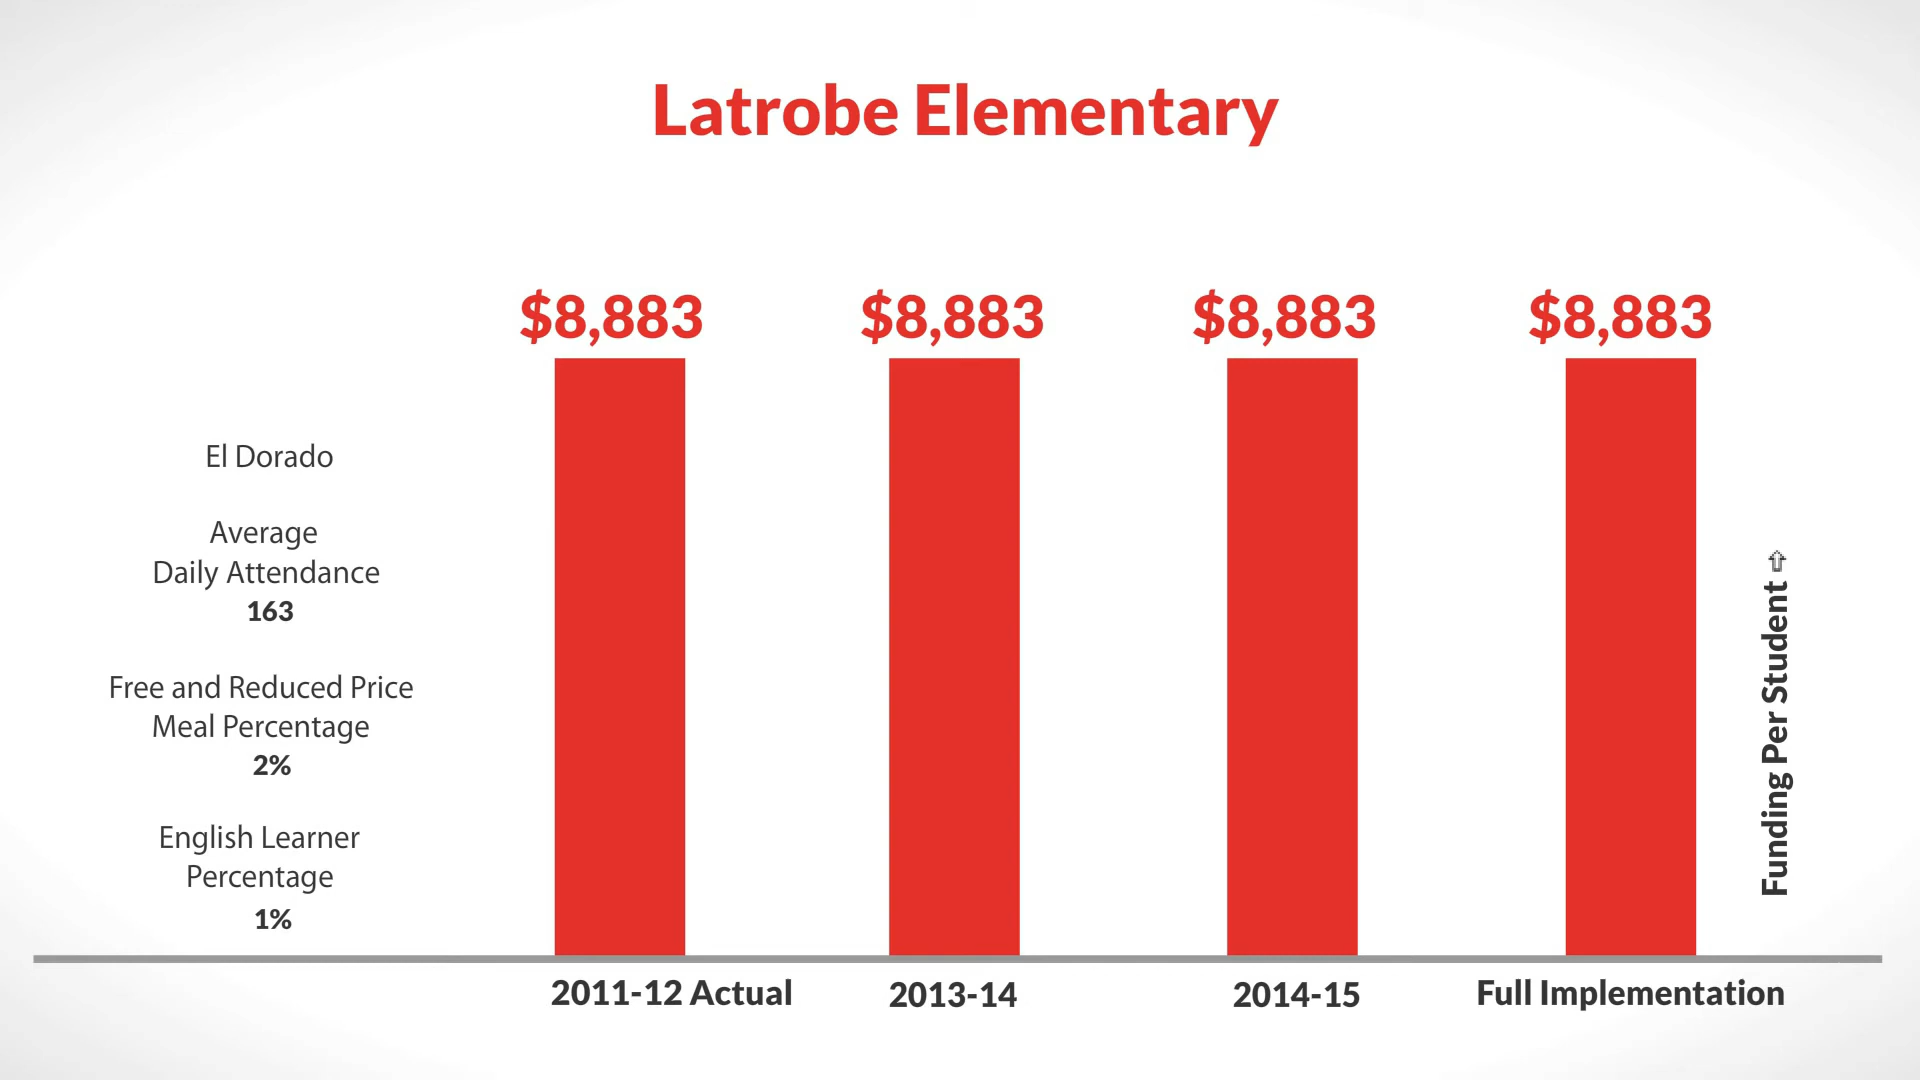 Latrobe Elementary
$8,883
$8,883
$8,883
$8,883
El Dorado
Average
Daily Attendance
163
Free and Reduced Price
Meal Percentage
2%
English Learner
Percentage
1%
Funding Per Student ⇧
2011-12 Actual
2013-14
2014-15
Full Implementation